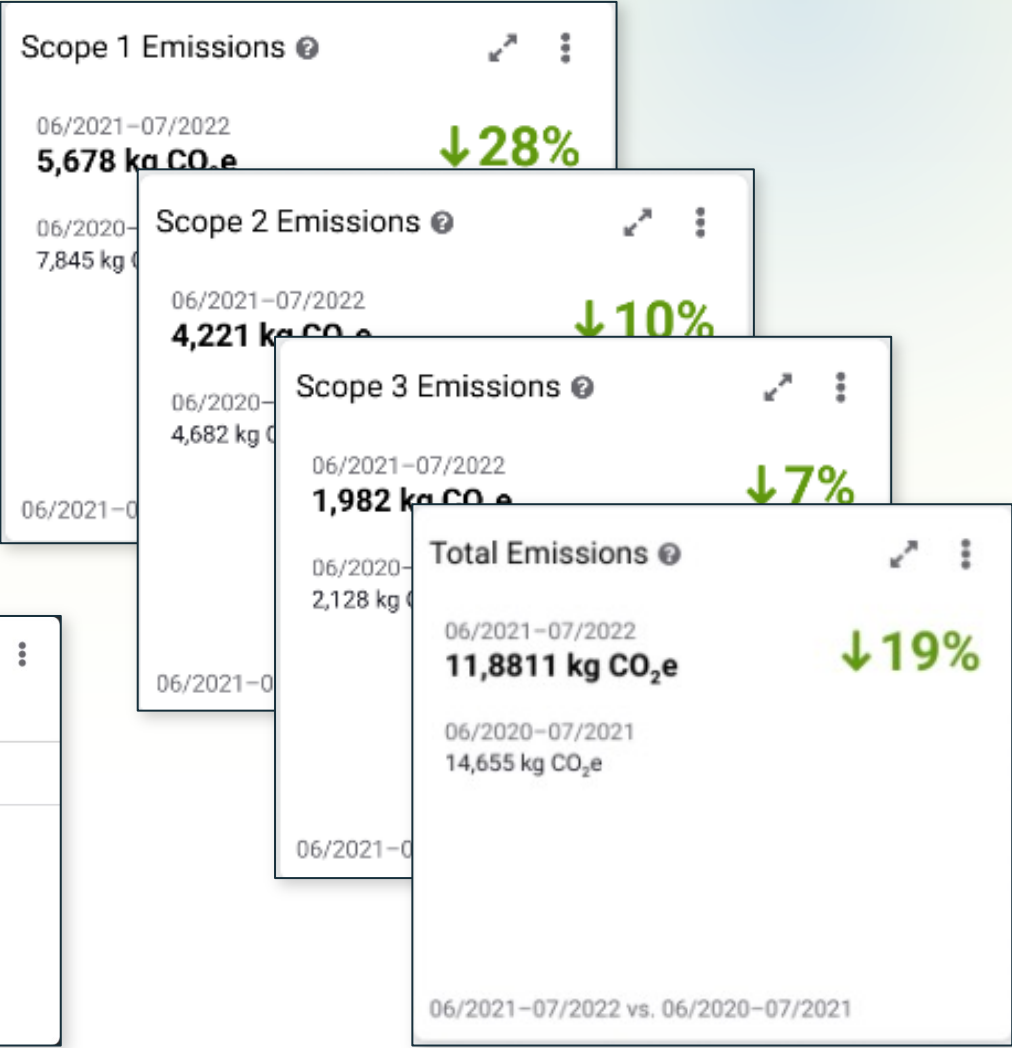 Scope 1 Emissions
06/2021–07/2022
↓28%
5,678 kg CO₂e
06/2020-
7,845 kg
06/2021–0
Scope 2 Emissions
06/2021–07/2022
↓10%
4,221 kg CO₂e
06/2020–
4,682 kg
06/2021–0
Scope 3 Emissions
06/2021–07/2022
↓7%
1,982 kg CO₂e
06/2020–
2,128 kg
06/2021–0
Total Emissions
06/2021–07/2022
↓19%
11,8811 kg CO₂e
06/2020–07/2021
14,655 kg CO₂e
06/2021–07/2022 vs. 06/2020–07/2021